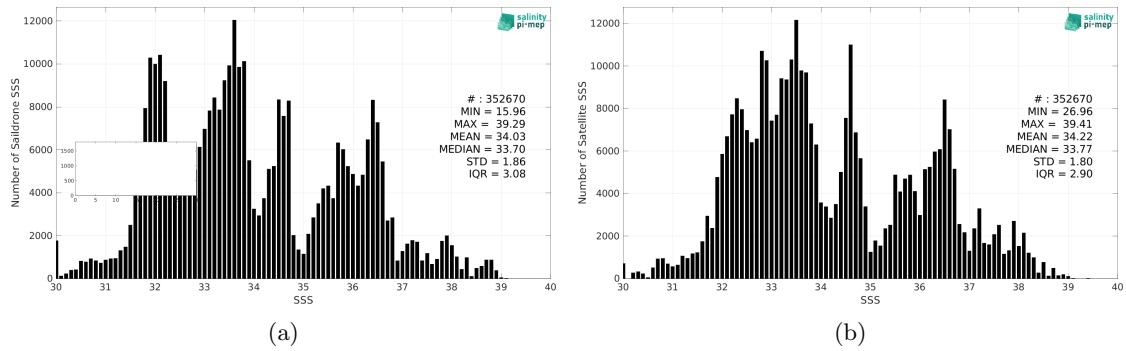 Number of Saildrone SSS
12000
10000
8000
6000
4000
2000
0
salinity
pi-mep
# : 352670
MIN = 15.96
MAX = 39.29
MEAN = 34.03
MEDIAN = 33.70
STD = 1.86
IQR = 3.08
1500
1000
500
0
0 5 10
30 31 32 33 34 35 36 37 38 39 40
SSS
(a)
Number of Satellite SSS
12000
10000
8000
6000
4000
2000
0
salinity
pi-mep
# : 352670
MIN = 26.96
MAX = 39.41
MEAN = 34.22
MEDIAN = 33.77
STD = 1.80
IQR = 2.90
30 31 32 33 34 35 36 37 38 39 40
SSS
(b)